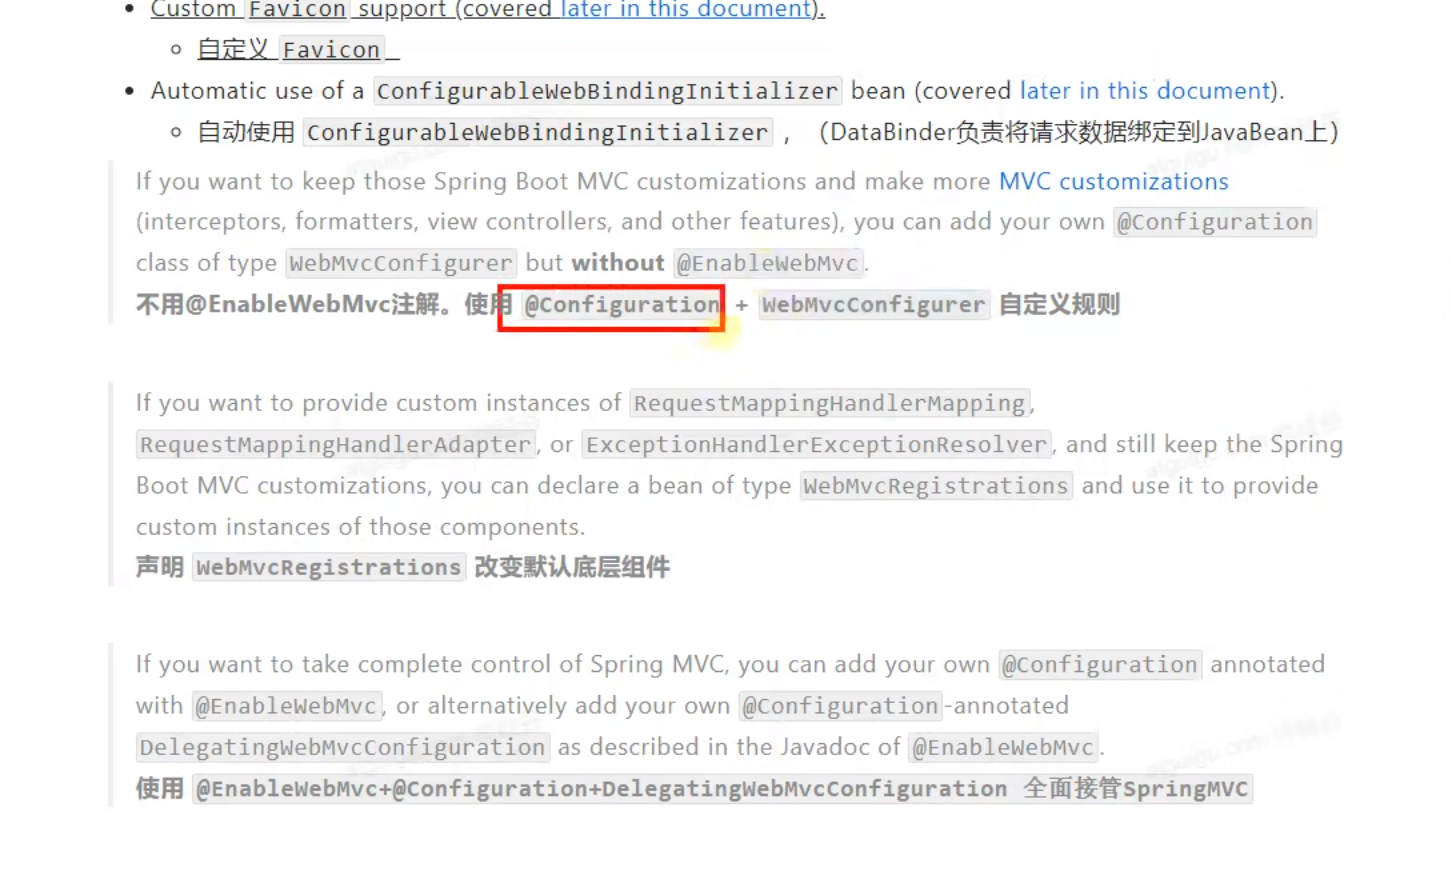 Custom Favicon support (covered later in this document).
自定义 Favicon
Automatic use of a ConfigurableWebBindingInitializer bean (covered later in this document).
自动使用 ConfigurableWebBindingInitializer ，（DataBinder负责将请求数据绑定到JavaBean上）
If you want to keep those Spring Boot MVC customizations and make more MVC customizations
(interceptors, formatters, view controllers, and other features), you can add your own @Configuration
class of type WebMvcConfigurer but without @EnableWebMvc.
不用@EnableWebMvc注解。使用 @Configuration + WebMvcConfigurer 自定义规则
If you want to provide custom instances of RequestMappingHandlerMapping,
RequestMappingHandlerAdapter, or ExceptionHandlerExceptionResolver, and still keep the Spring
Boot MVC customizations, you can declare a bean of type WebMvcRegistrations and use it to provide
custom instances of those components.
声明 WebMvcRegistrations 改变默认底层组件
If you want to take complete control of Spring MVC, you can add your own @Configuration annotated
with @EnableWebMvc, or alternatively add your own @Configuration-annotated
DelegatingWebMvcConfiguration as described in the Javadoc of @EnableWebMvc.
使用 @EnableWebMvc+@Configuration+DelegatingWebMvcConfiguration 全面接管SpringMVC